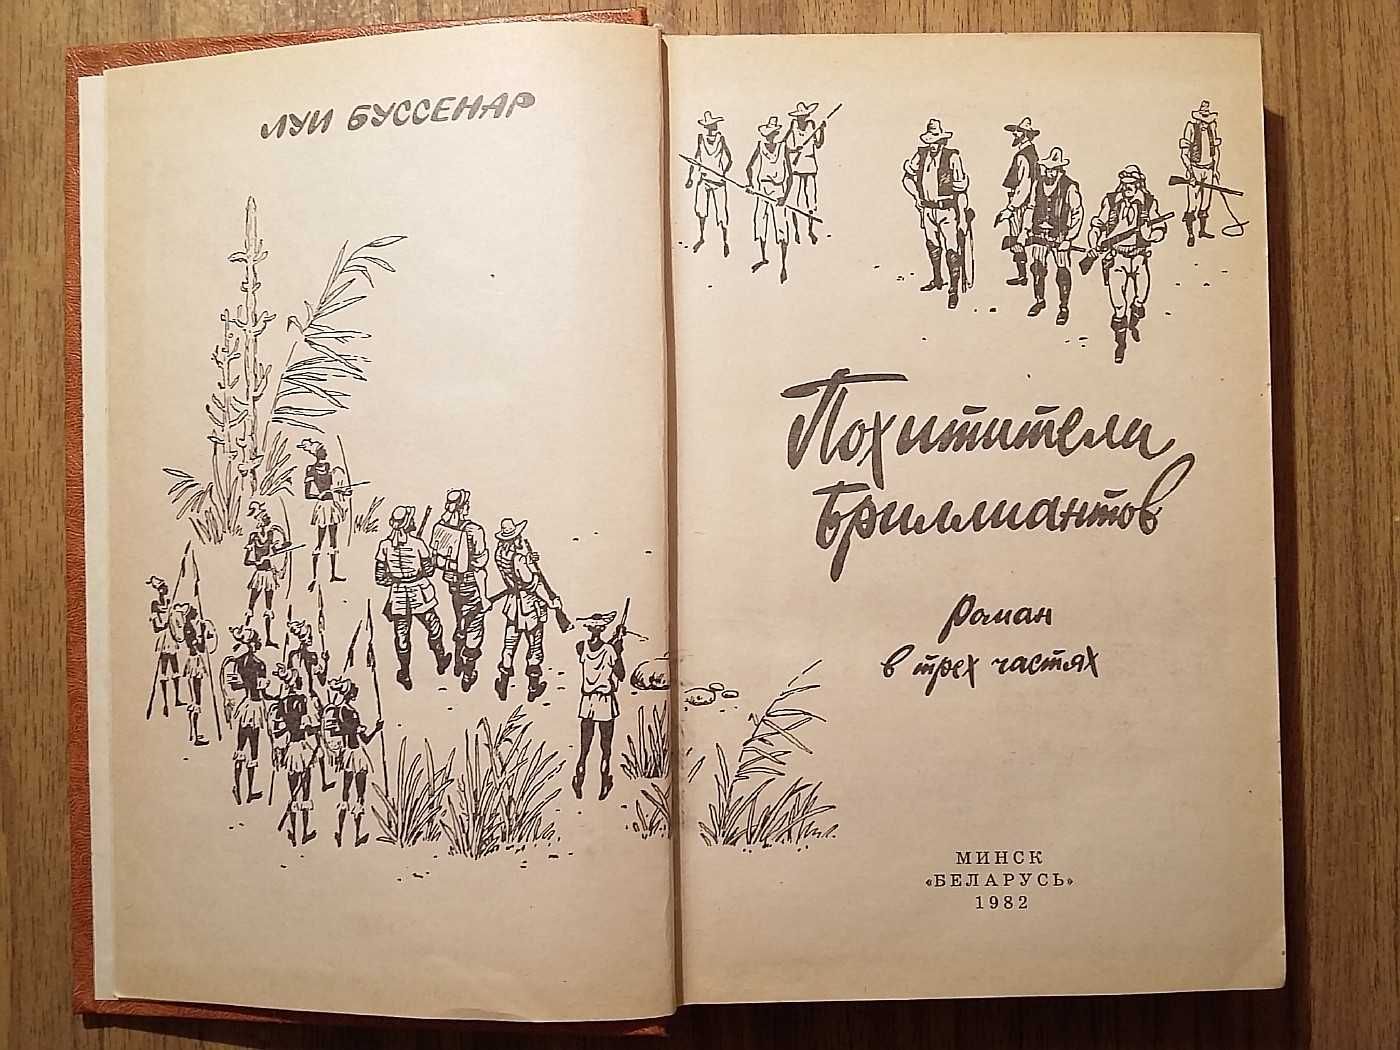 ЛУИ БУССЕНАР
Похитители
Бриллиантов
Роман
в трех частях
МИНСК
«БЕЛАРУСЬ»
1982